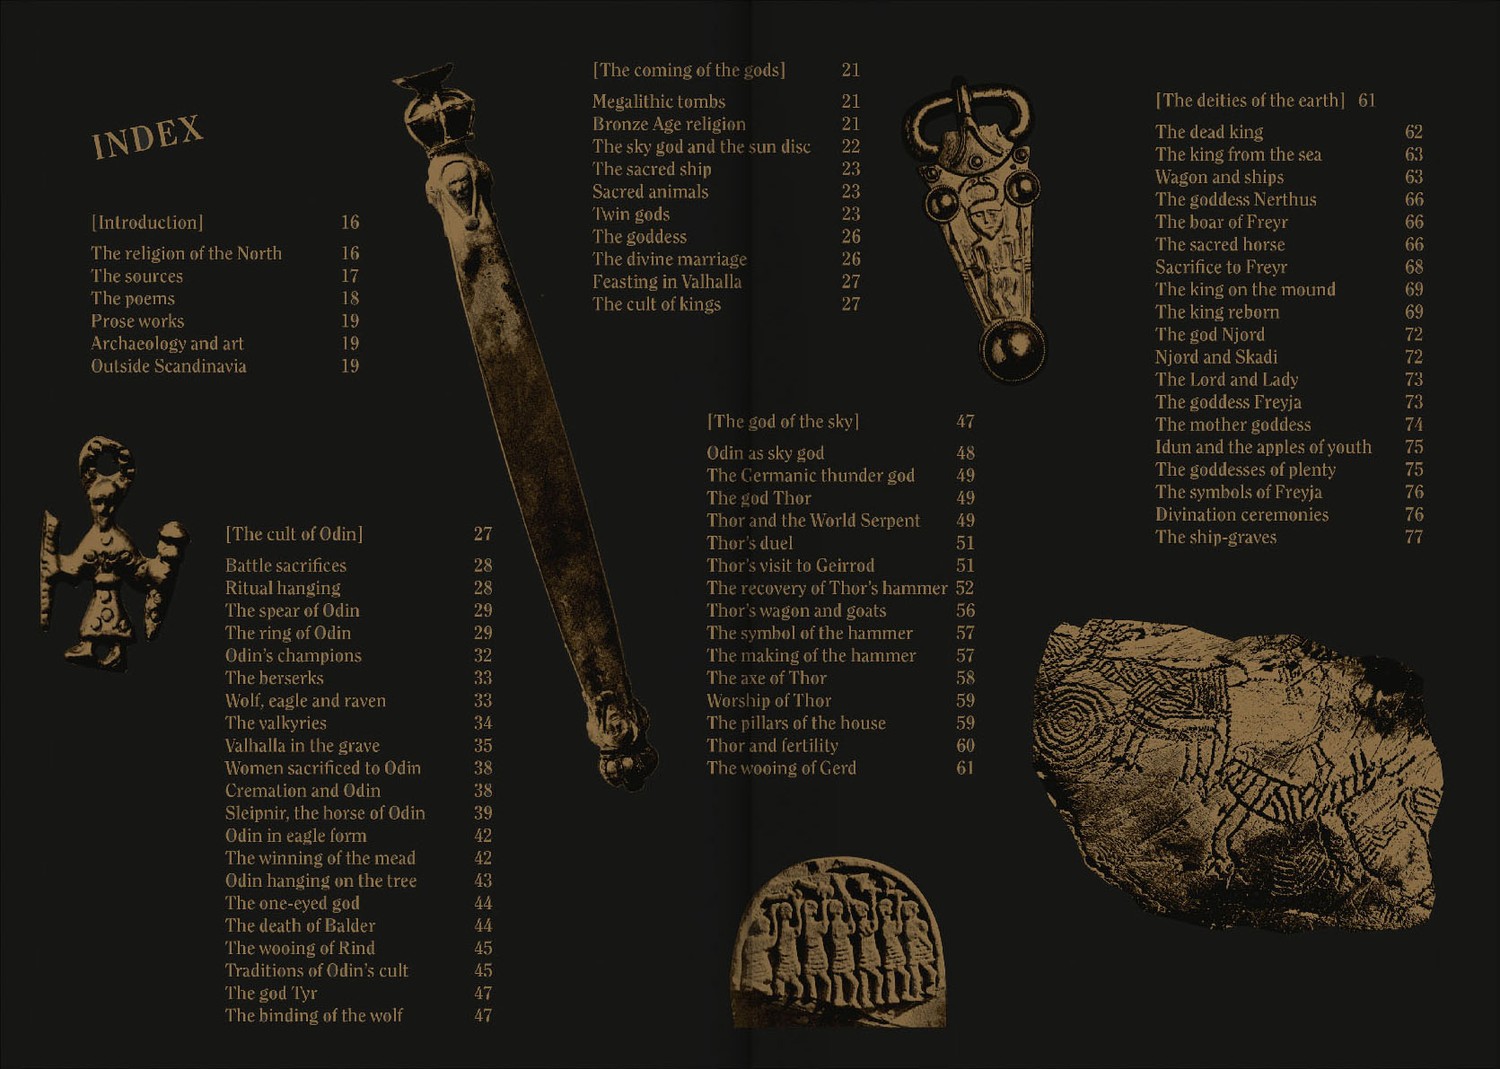 INDEX
[Introduction] 16
The religion of the North 16
The sources 17
The poems 18
Prose works 19
Archaeology and art 19
Outside Scandinavia 19
[The cult of Odin] 27
Battle sacrifices 28
Ritual hanging 28
The spear of Odin 29
The ring of Odin 29
Odin's champions 32
The berserks 33
Wolf, eagle and raven 33
The valkyries 34
Valhalla in the grave 35
Women sacrificed to Odin 38
Cremation and Odin 38
Sleipnir, the horse of Odin 39
Odin in eagle form 42
The winning of the mead 42
Odin hanging on the tree 43
The one-eyed god 44
The death of Balder 44
The wooing of Rind 45
Traditions of Odin's cult 45
The god Tyr 47
The binding of the wolf 47
[The coming of the gods] 21
Megalithic tombs 21
Bronze Age religion 21
The sky god and the sun disc 22
The sacred ship 23
Sacred animals 23
Twin gods 23
The goddess 26
The divine marriage 26
Feasting in Valhalla 27
The cult of kings 27
[The god of the sky] 47
Odin as sky god 48
The Germanic thunder god 49
The god Thor 49
Thor and the World Serpent 49
Thor's duel 51
Thor's visit to Geirrod 51
The recovery of Thor's hammer 52
Thor's wagon and goats 56
The symbol of the hammer 57
The making of the hammer 57
The axe of Thor 58
Worship of Thor 59
The pillars of the house 59
Thor and fertility 60
The wooing of Gerd 61
[The deities of the earth] 61
The dead king 62
The king from the sea 63
Wagon and ships 63
The goddess Nerthus 66
The boar of Freyr 66
The sacred horse 66
Sacrifice to Freyr 68
The king on the mound 69
The king reborn 69
The god Njord 72
Njord and Skadi 72
The Lord and Lady 73
The goddess Freyja 73
The mother goddess 74
Idun and the apples of youth 75
The goddesses of plenty 75
The symbols of Freyja 76
Divination ceremonies 76
The ship-graves 77